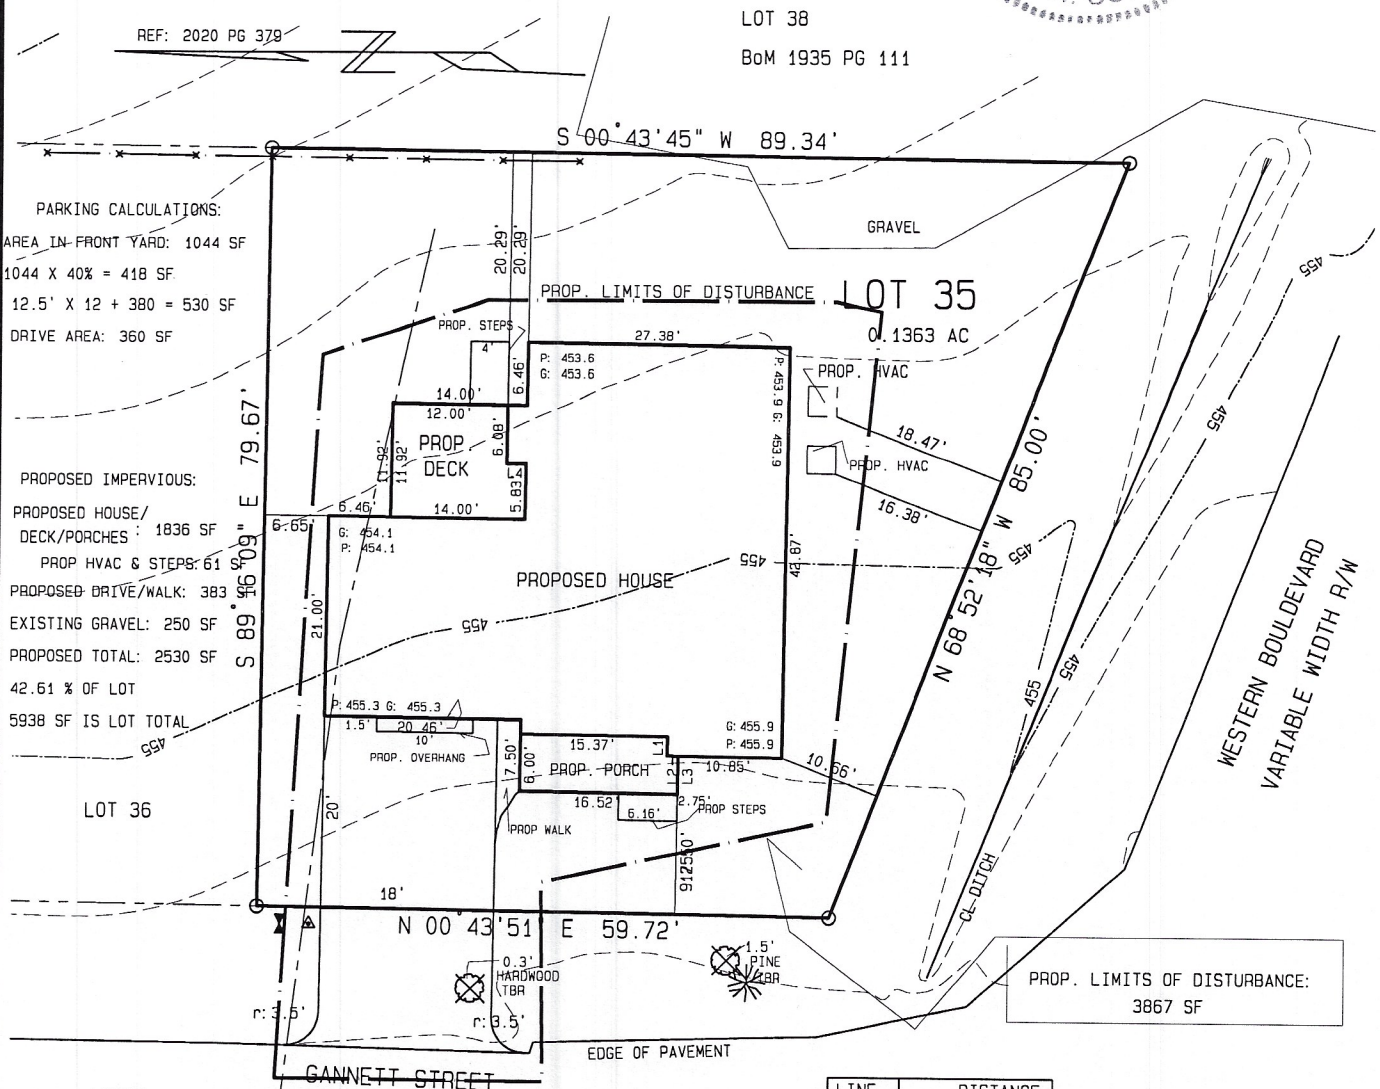 LOT 38
BoM 1935 PG 111
REF: 2020 PG 379
S 00°43'45" W 89.34'
PARKING CALCULATIONS:
AREA IN FRONT YARD: 1044 SF
1044 X 40% = 418 SF
12.5' X 12 + 380 = 530 SF
DRIVE AREA: 360 SF
GRAVEL
20.29'
20.29'
PROP. LIMITS OF DISTURBANCE
LOT 35
0.1363 AC
455
PROP. STEPS
4'
6.46'
27.38'
P: 453.6
G: 453.6
P: 453.9 G: 453.9
PROP. HVAC
18.47'
PROP. HVAC
16.38'
14.00'
12.00'
PROP
DECK
11.92'
11.92'
6.08'
L4
5.83'
14.00'
6.46'
6.65'
G: 454.1
P: 454.1
S 89°16'09" E 79.67'
N 68°52'18" W 85.00'
455
455
PROPOSED IMPERVIOUS:
PROPOSED HOUSE/
DECK/PORCHES : 1836 SF =
PROP HVAC & STEPS: 61 SF
PROPOSED DRIVE/WALK: 383 SF
EXISTING GRAVEL: 250 SF
PROPOSED TOTAL: 2530 SF
42.61 % OF LOT
5938 SF IS LOT TOTAL
PROPOSED HOUSE
455
42.87'
21.00'
455
455
455
455
WESTERN BOULDEVARD
VARIABLE WIDTH R/W
P: 455.3 G: 455.3
1.5'
20.46'
10'
PROP. OVERHANG
7.50'
6.00'
15.37'
L1
PROP. PORCH
L2
L3
10.85'
G: 455.9
P: 455.9
10.66'
16.52'
2.75'
6.16'
PROP STEPS
PROP WALK
LOT 36
20'
18'
CL DITCH
N 00°43'51" E 59.72'
0.3'
HARDWOOD
TBR
1.5'
PINE
TBR
r: 3.5'
r: 3.5'
PROP. LIMITS OF DISTURBANCE:
3867 SF
EDGE OF PAVEMENT
GANNETT STREET
LINE DISTANCE